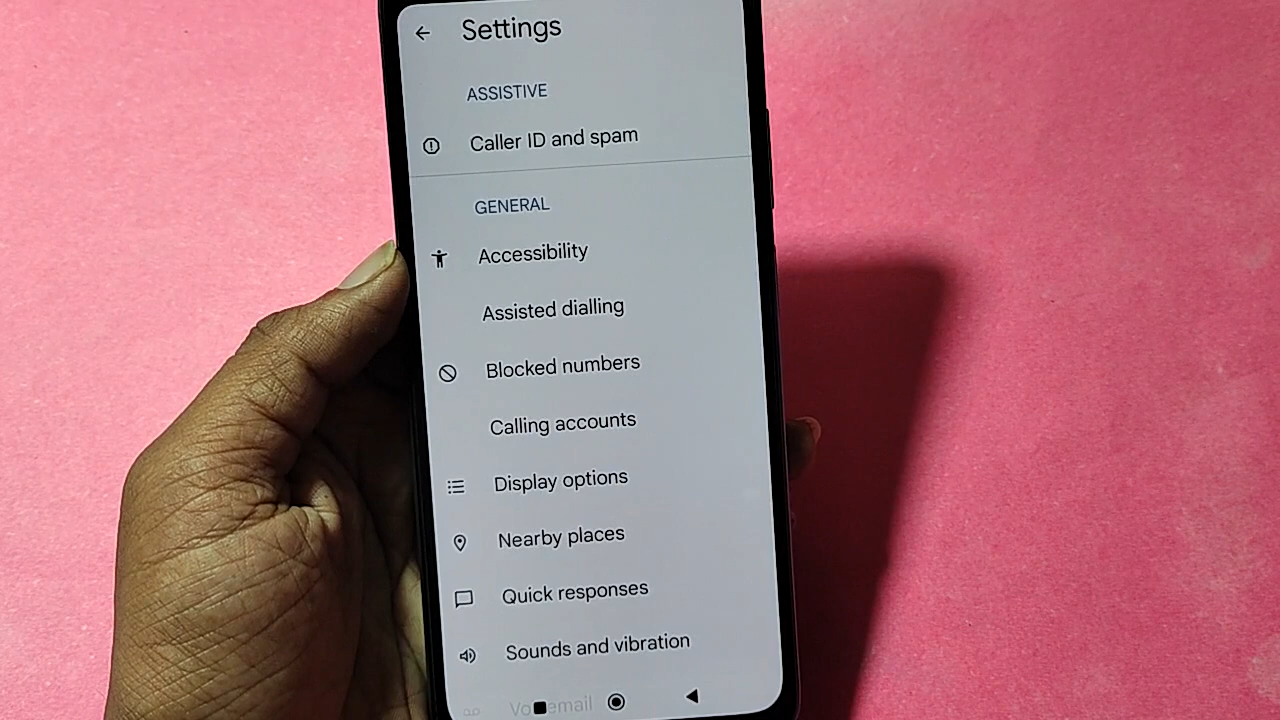 Settings
ASSISTIVE
Caller ID and spam
GENERAL
Accessibility
Assisted dialling
Blocked numbers
Calling accounts
Display options
Nearby places
Quick responses
Sounds and vibration